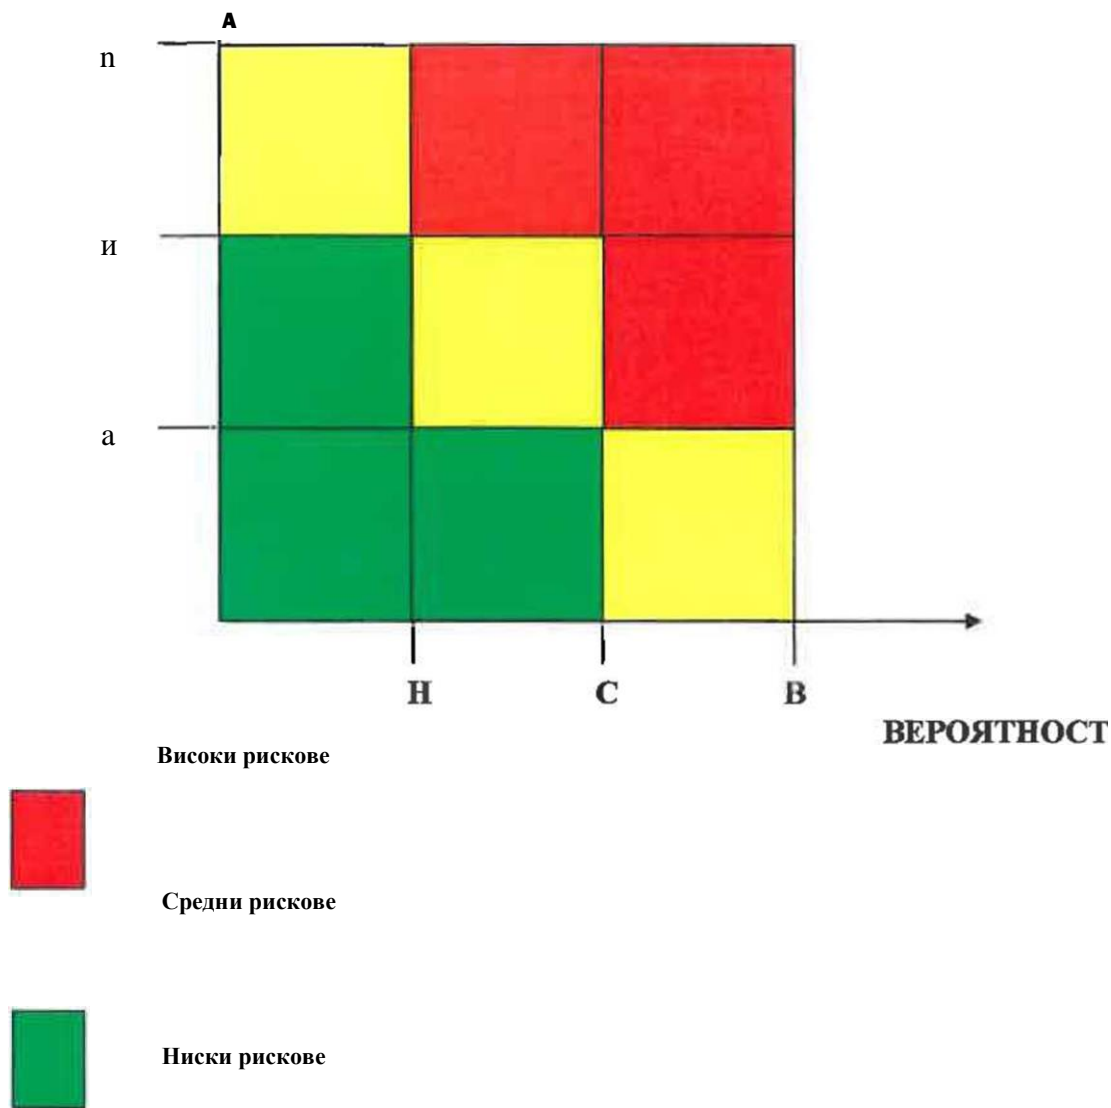 А
п
и
а
Н
С
В
ВЕРОЯТНОСТ
Високи рискове
Средни рискове
Ниски рискове